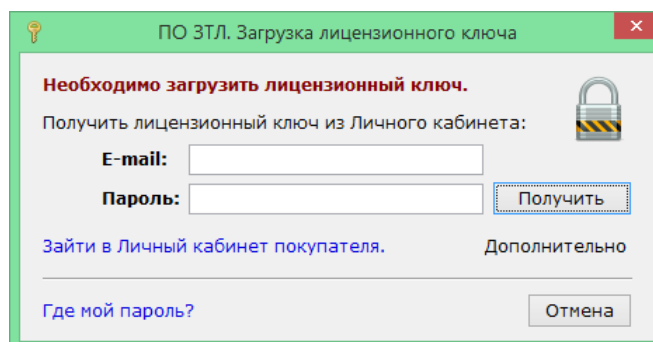 ПО ЗТЛ. Загрузка лицензионного ключа
Необходимо загрузить лицензионный ключ.
Получить лицензионный ключ из Личного кабинета:
E-mail:
Пароль: Получить
Зайти в Личный кабинет покупателя. Дополнительно
Где мой пароль? Отмена